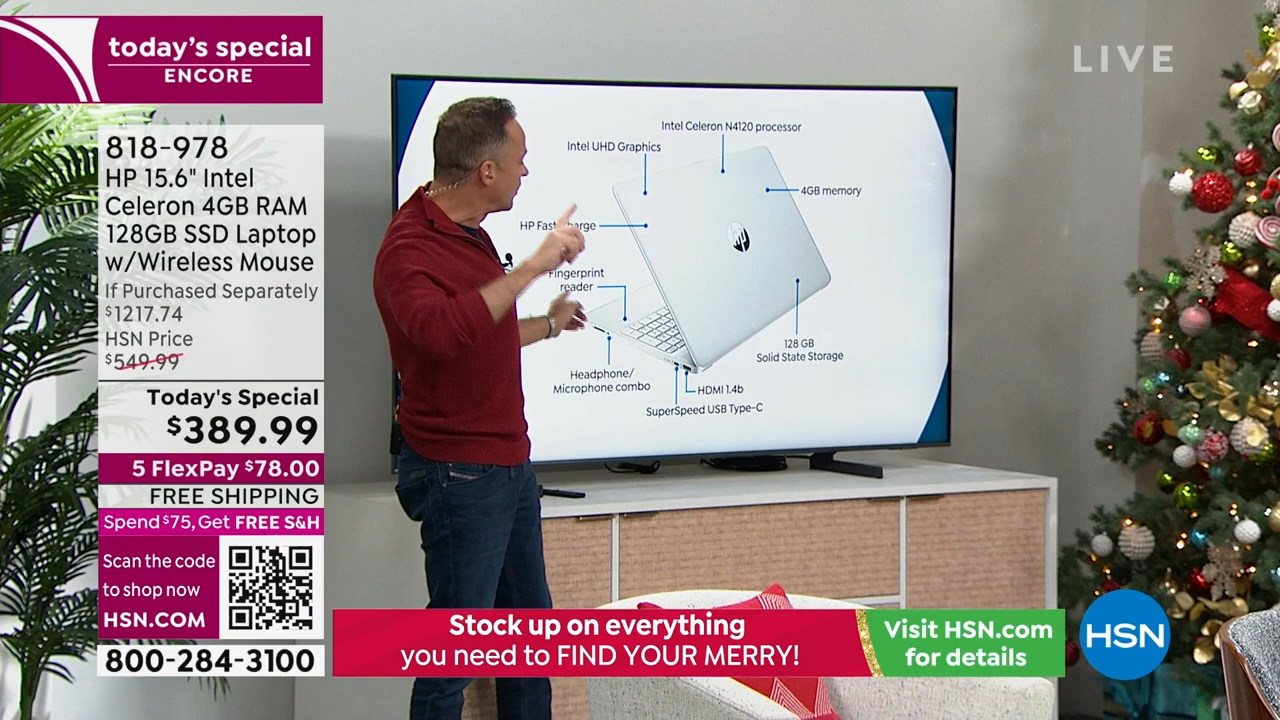 today's special
ENCORE
LIVE
818-978
HP 15.6" Intel
Celeron 4GB RAM
128GB SSD Laptop
w/Wireless Mouse
If Purchased Separately
$1217.74
HSN Price
$549.99
Today's Special
$389.99
5 FlexPay $78.00
FREE SHIPPING
Spend $75, Get FREE S&H
Scan the code
to shop now
HSN.COM
800-284-3100
Intel Celeron N4120 processor
Intel UHD Graphics
4GB memory
HP Fast
rge
Fingerprint
reader
hp
128 GB
Solid State Storage
Headphone/
Microphone combo
HDMI 1.4b
SuperSpeed USB Type-C
Stock up on everything
you need to FIND YOUR MERRY!
Visit HSN.com
for details
HSN